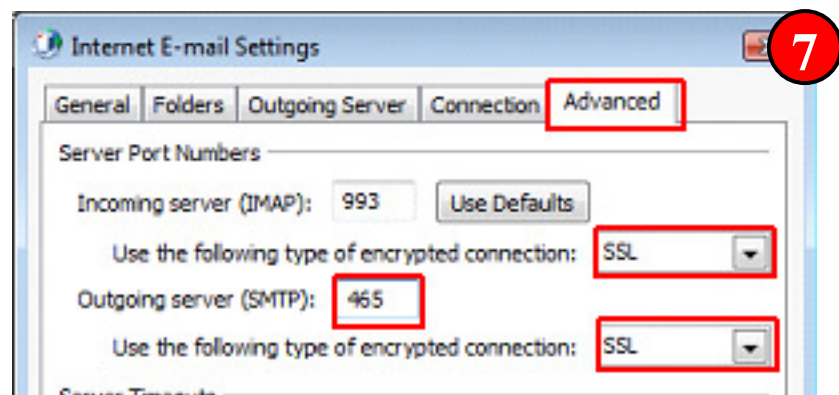 Internet E-mail Settings
7
General Folders Outgoing Server Connection Advanced
Server Port Numbers
Incoming server (IMAP): 993 Use Defaults
Use the following type of encrypted connection: SSL
Outgoing server (SMTP): 465
Use the following type of encrypted connection: SSL
Server Timeouts